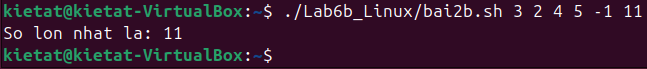 kietat@kietat-VirtualBox:~$ ./Lab6b_Linux/bai2b.sh 3 2 4 5 -1 11
So lon nhat la: 11
kietat@kietat-VirtualBox:~$